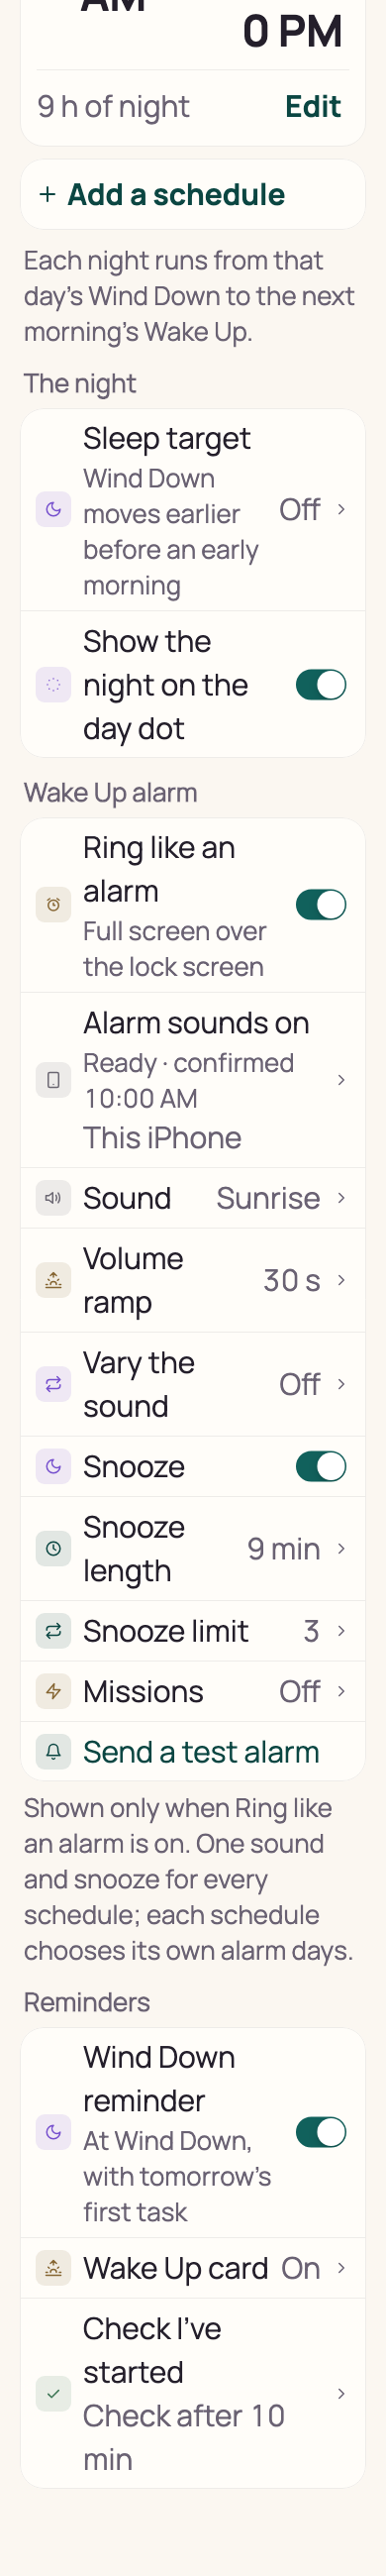 AM
0 PM
9 h of night
Edit
+ Add a schedule
Each night runs from that
day's Wind Down to the next
morning's Wake Up.
The night
Sleep target
Wind Down
moves earlier
before an early
morning
Off
Show the
night on the
day dot
Wake Up alarm
Ring like an
alarm
Full screen over
the lock screen
Alarm sounds on
Ready · confirmed
10:00 AM
This iPhone
Sound
Sunrise
Volume
ramp
30 s
Vary the
sound
Off
Snooze
Snooze
length
9 min
Snooze limit
3
Missions
Off
Send a test alarm
Shown only when Ring like
an alarm is on. One sound
and snooze for every
schedule; each schedule
chooses its own alarm days.
Reminders
Wind Down
reminder
At Wind Down,
with tomorrow's
first task
Wake Up card
On
Check I've
started
Check after 10
min